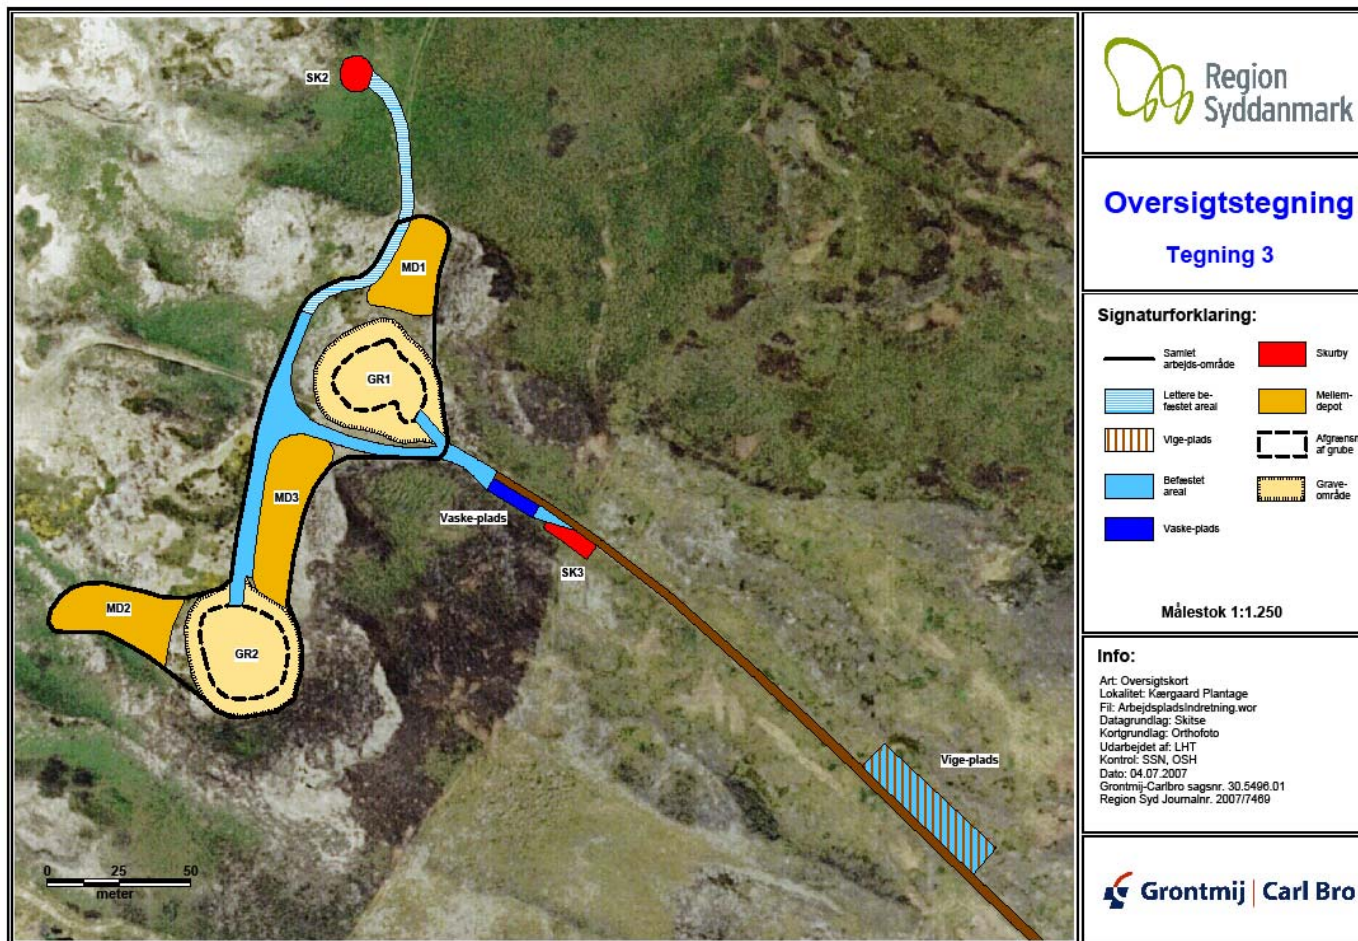 SK2
MD1
GR1
MD3
Vaske-plads
SK3
MD2
GR2
Vige-plads
0 25 50
meter
Region
Syddanmark
Oversigtstegning
Tegning 3
Signaturforklaring:
Samlet
arbejds-område
Skurby
Lettere be-
fæstet areal
Mellem-
depot
Vige-plads
af grube
Befæstet
areal
Grave-
område
Vaske-plads
Målestok 1:1.250
Info:
Art: Oversigtskort
Lokalitet: Kærgaard Plantage
Fil: Arbejdspladsindretning.wor
Datagrundlag: Skitse
Kortgrundlag: Orthofoto
Udarbejdet af: LHT
Kontrol: SSN, OSH
Dato: 04.07.2007
Grontmij-Carlbro sagsnr. 30.5496.01
Region Syd Journalnr. 2007/7469
Grontmij | Carl Bro